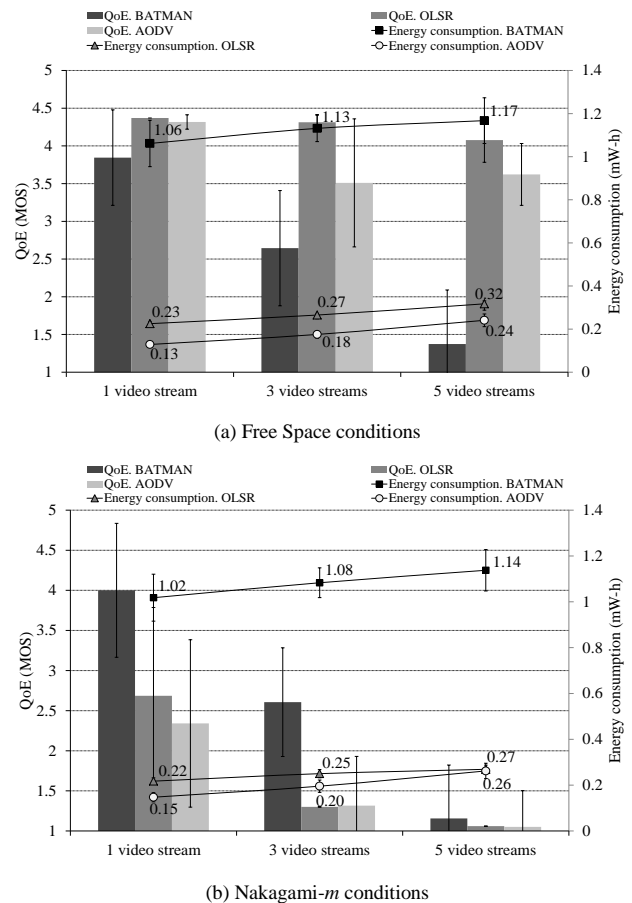 QoE. BATMAN
QoE. OLSR
QoE. AODV
Energy consumption. BATMAN
Energy consumption. OLSR
Energy consumption. AODV
5
4.5
4
3.5
3
2.5
2
1.5
1
QoE (MOS)
1.4
1.2
1
0.8
0.6
0.4
0.2
0
Energy consumption (mW-h)
1.06
1.13
1.17
0.23
0.27
0.32
0.13
0.18
0.24
1 video stream
3 video streams
5 video streams
(a) Free Space conditions
QoE. BATMAN
QoE. OLSR
QoE. AODV
Energy consumption. BATMAN
Energy consumption. OLSR
Energy consumption. AODV
5
4.5
4
3.5
3
2.5
2
1.5
1
QoE (MOS)
1.4
1.2
1
0.8
0.6
0.4
0.2
0
Energy consumption (mW-h)
1.02
1.08
1.14
0.22
0.25
0.27
0.15
0.20
0.26
1 video stream
3 video streams
5 video streams
(b) Nakagami-m conditions